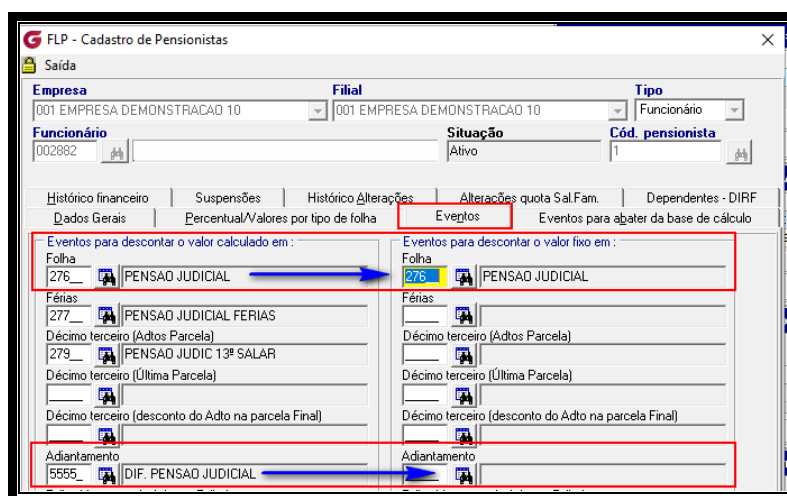 FLP - Cadastro de Pensionistas
Saída
Empresa Filial Tipo
001 EMPRESA DEMONSTRACAO 10 001 EMPRESA DEMONSTRACAO 10 Funcionário
Funcionário Situação Cód. pensionista
002882 Ativo 1
Histórico financeiro Suspensões Histórico Alterações Alterações quota Sal.Fam. Dependentes - DIRF
Dados Gerais Percentual/Valores por tipo de folha Eventos Eventos para abater da base de cálculo
Eventos para descontar o valor calculado em : Eventos para descontar o valor fixo em :
Folha Folha
276__ PENSAO JUDICIAL 276__ PENSAO JUDICIAL
Férias Férias
277__ PENSAO JUDICIAL FERIAS
Décimo terceiro (Adtos Parcela) Décimo terceiro (Adtos Parcela)
279__ PENSAO JUDIC 13º SALAR
Décimo terceiro (Última Parcela) Décimo terceiro (Última Parcela)
Décimo terceiro (desconto do Adto na parcela Final) Décimo terceiro (desconto do Adto na parcela Final)
Adiantamento Adiantamento
5555_ DIF. PENSAO JUDICIAL